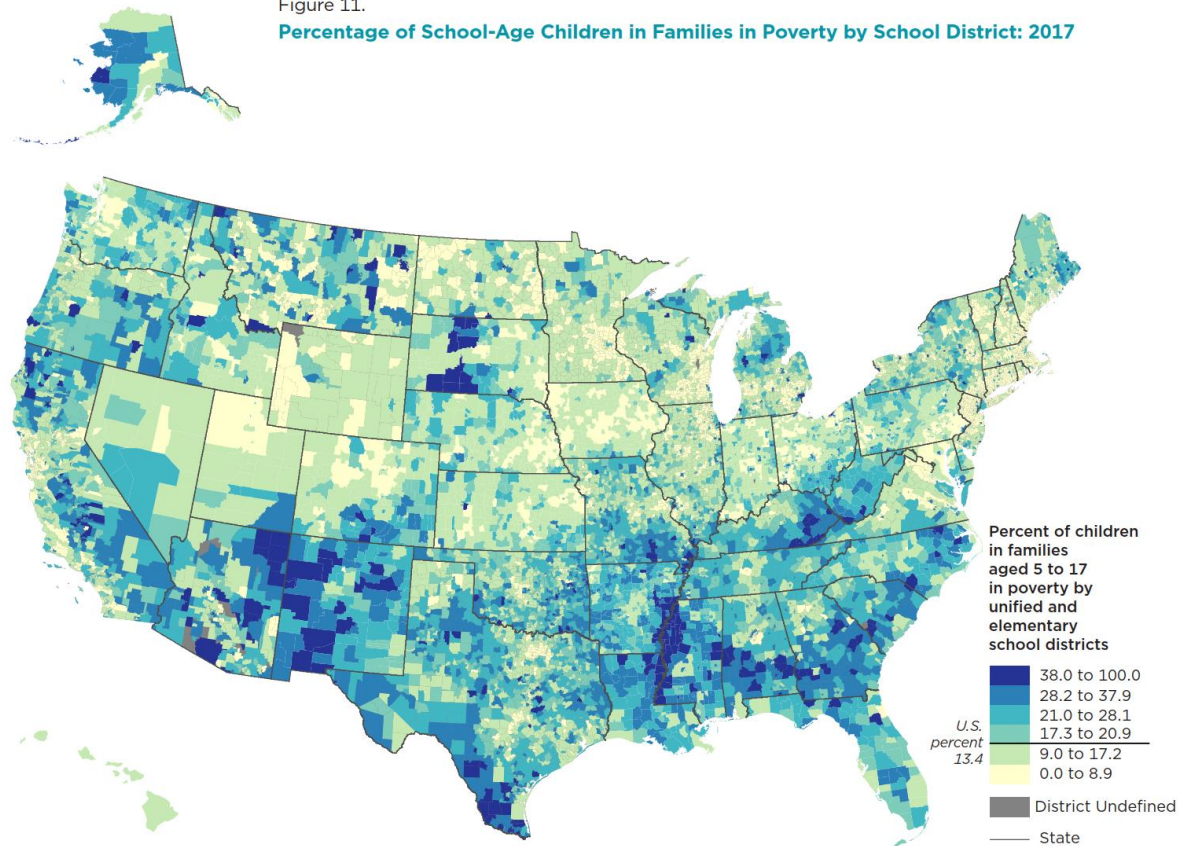 Figure 11.
Percentage of School-Age Children in Families in Poverty by School District: 2017
Percent of children
in families
aged 5 to 17
in poverty by
unified and
elementary
school districts
38.0 to 100.0
28.2 to 37.9
21.0 to 28.1
17.3 to 20.9
U.S.
percent
13.4
9.0 to 17.2
0.0 to 8.9
District Undefined
State